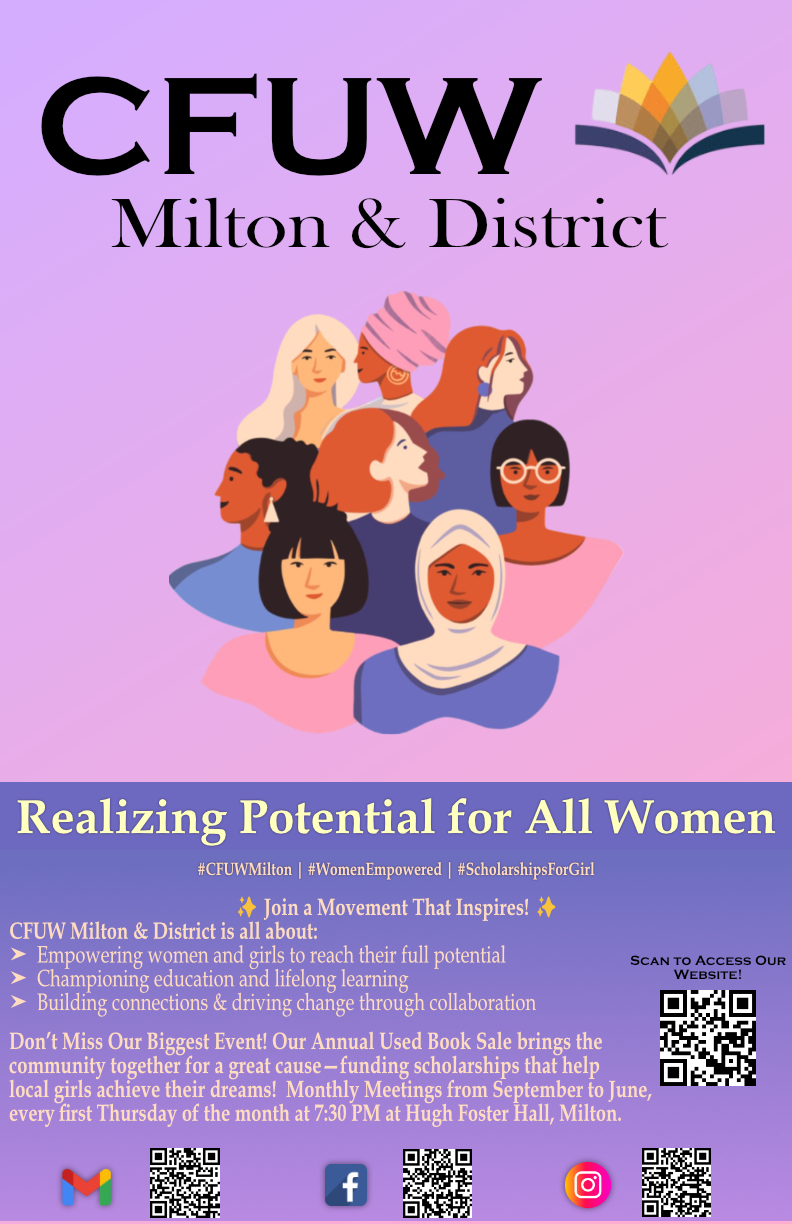 CFUW
Milton & District
Realizing Potential for All Women
#CFUWMilton | #WomenEmpowered | #ScholarshipsForGirl
✨ Join a Movement That Inspires! ✨
CFUW Milton & District is all about:
➤ Empowering women and girls to reach their full potential
➤ Championing education and lifelong learning
➤ Building connections & driving change through collaboration
Scan to Access Our
Website!
Don’t Miss Our Biggest Event! Our Annual Used Book Sale brings the
community together for a great cause—funding scholarships that help
local girls achieve their dreams!  Monthly Meetings from September to June,
every first Thursday of the month at 7:30 PM at Hugh Foster Hall, Milton.